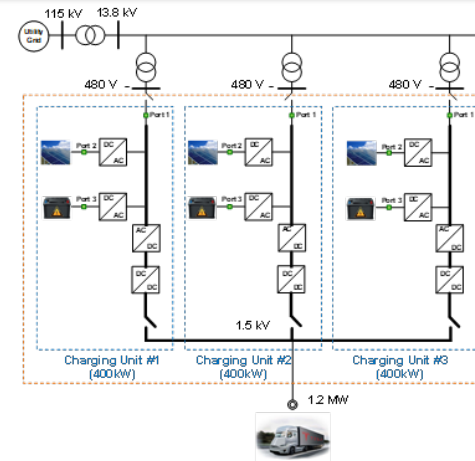 115 kV 13.8 kV
Utility
Grid
480 V 480 V 480 V
Port 1 Port 1 Port 1
Port 2 DC AC Port 2 DC AC Port 2 DC AC
Port 3 DC AC Port 3 DC AC Port 3 DC AC
AC DC AC DC AC DC
DC DC DC DC DC DC
1.5 kV
Charging Unit #1 Charging Unit #2 Charging Unit #3
(400kW) (400kW) (400kW)
1.2 MW